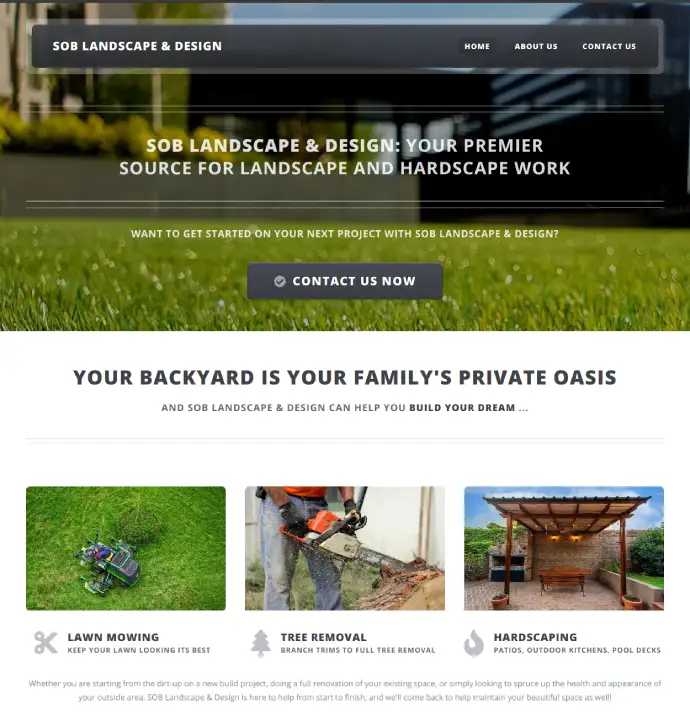 SOB LANDSCAPE & DESIGN
HOME ABOUT US CONTACT US
SOB LANDSCAPE & DESIGN: YOUR PREMIER
SOURCE FOR LANDSCAPE AND HARDSCAPE WORK
WANT TO GET STARTED ON YOUR NEXT PROJECT WITH SOB LANDSCAPE & DESIGN?
CONTACT US NOW
YOUR BACKYARD IS YOUR FAMILY'S PRIVATE OASIS
AND SOB LANDSCAPE & DESIGN CAN HELP YOU BUILD YOUR DREAM ...
LAWN MOWING
KEEP YOUR LAWN LOOKING ITS BEST
TREE REMOVAL
BRANCH TRIMS TO FULL TREE REMOVAL
HARDSCAPING
PATIOS, OUTDOOR KITCHENS, POOL DECKS
Whether you are starting from the dirt-up on a new build project, doing a full renovation of your existing space, or simply looking to spruce up the health and appearance of
your outside area, SOB Landscape & Design is here to help from start to finish, and we'll come back to help maintain your beautiful space as well!